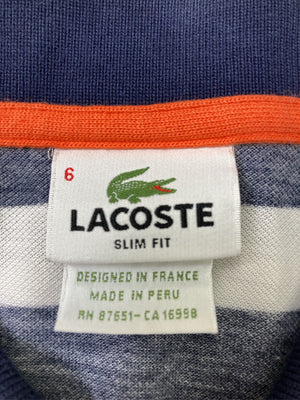 6
LACOSTE
SLIM FIT
DESIGNED IN FRANCE
MADE IN PERU
RN 87651-CA 16998